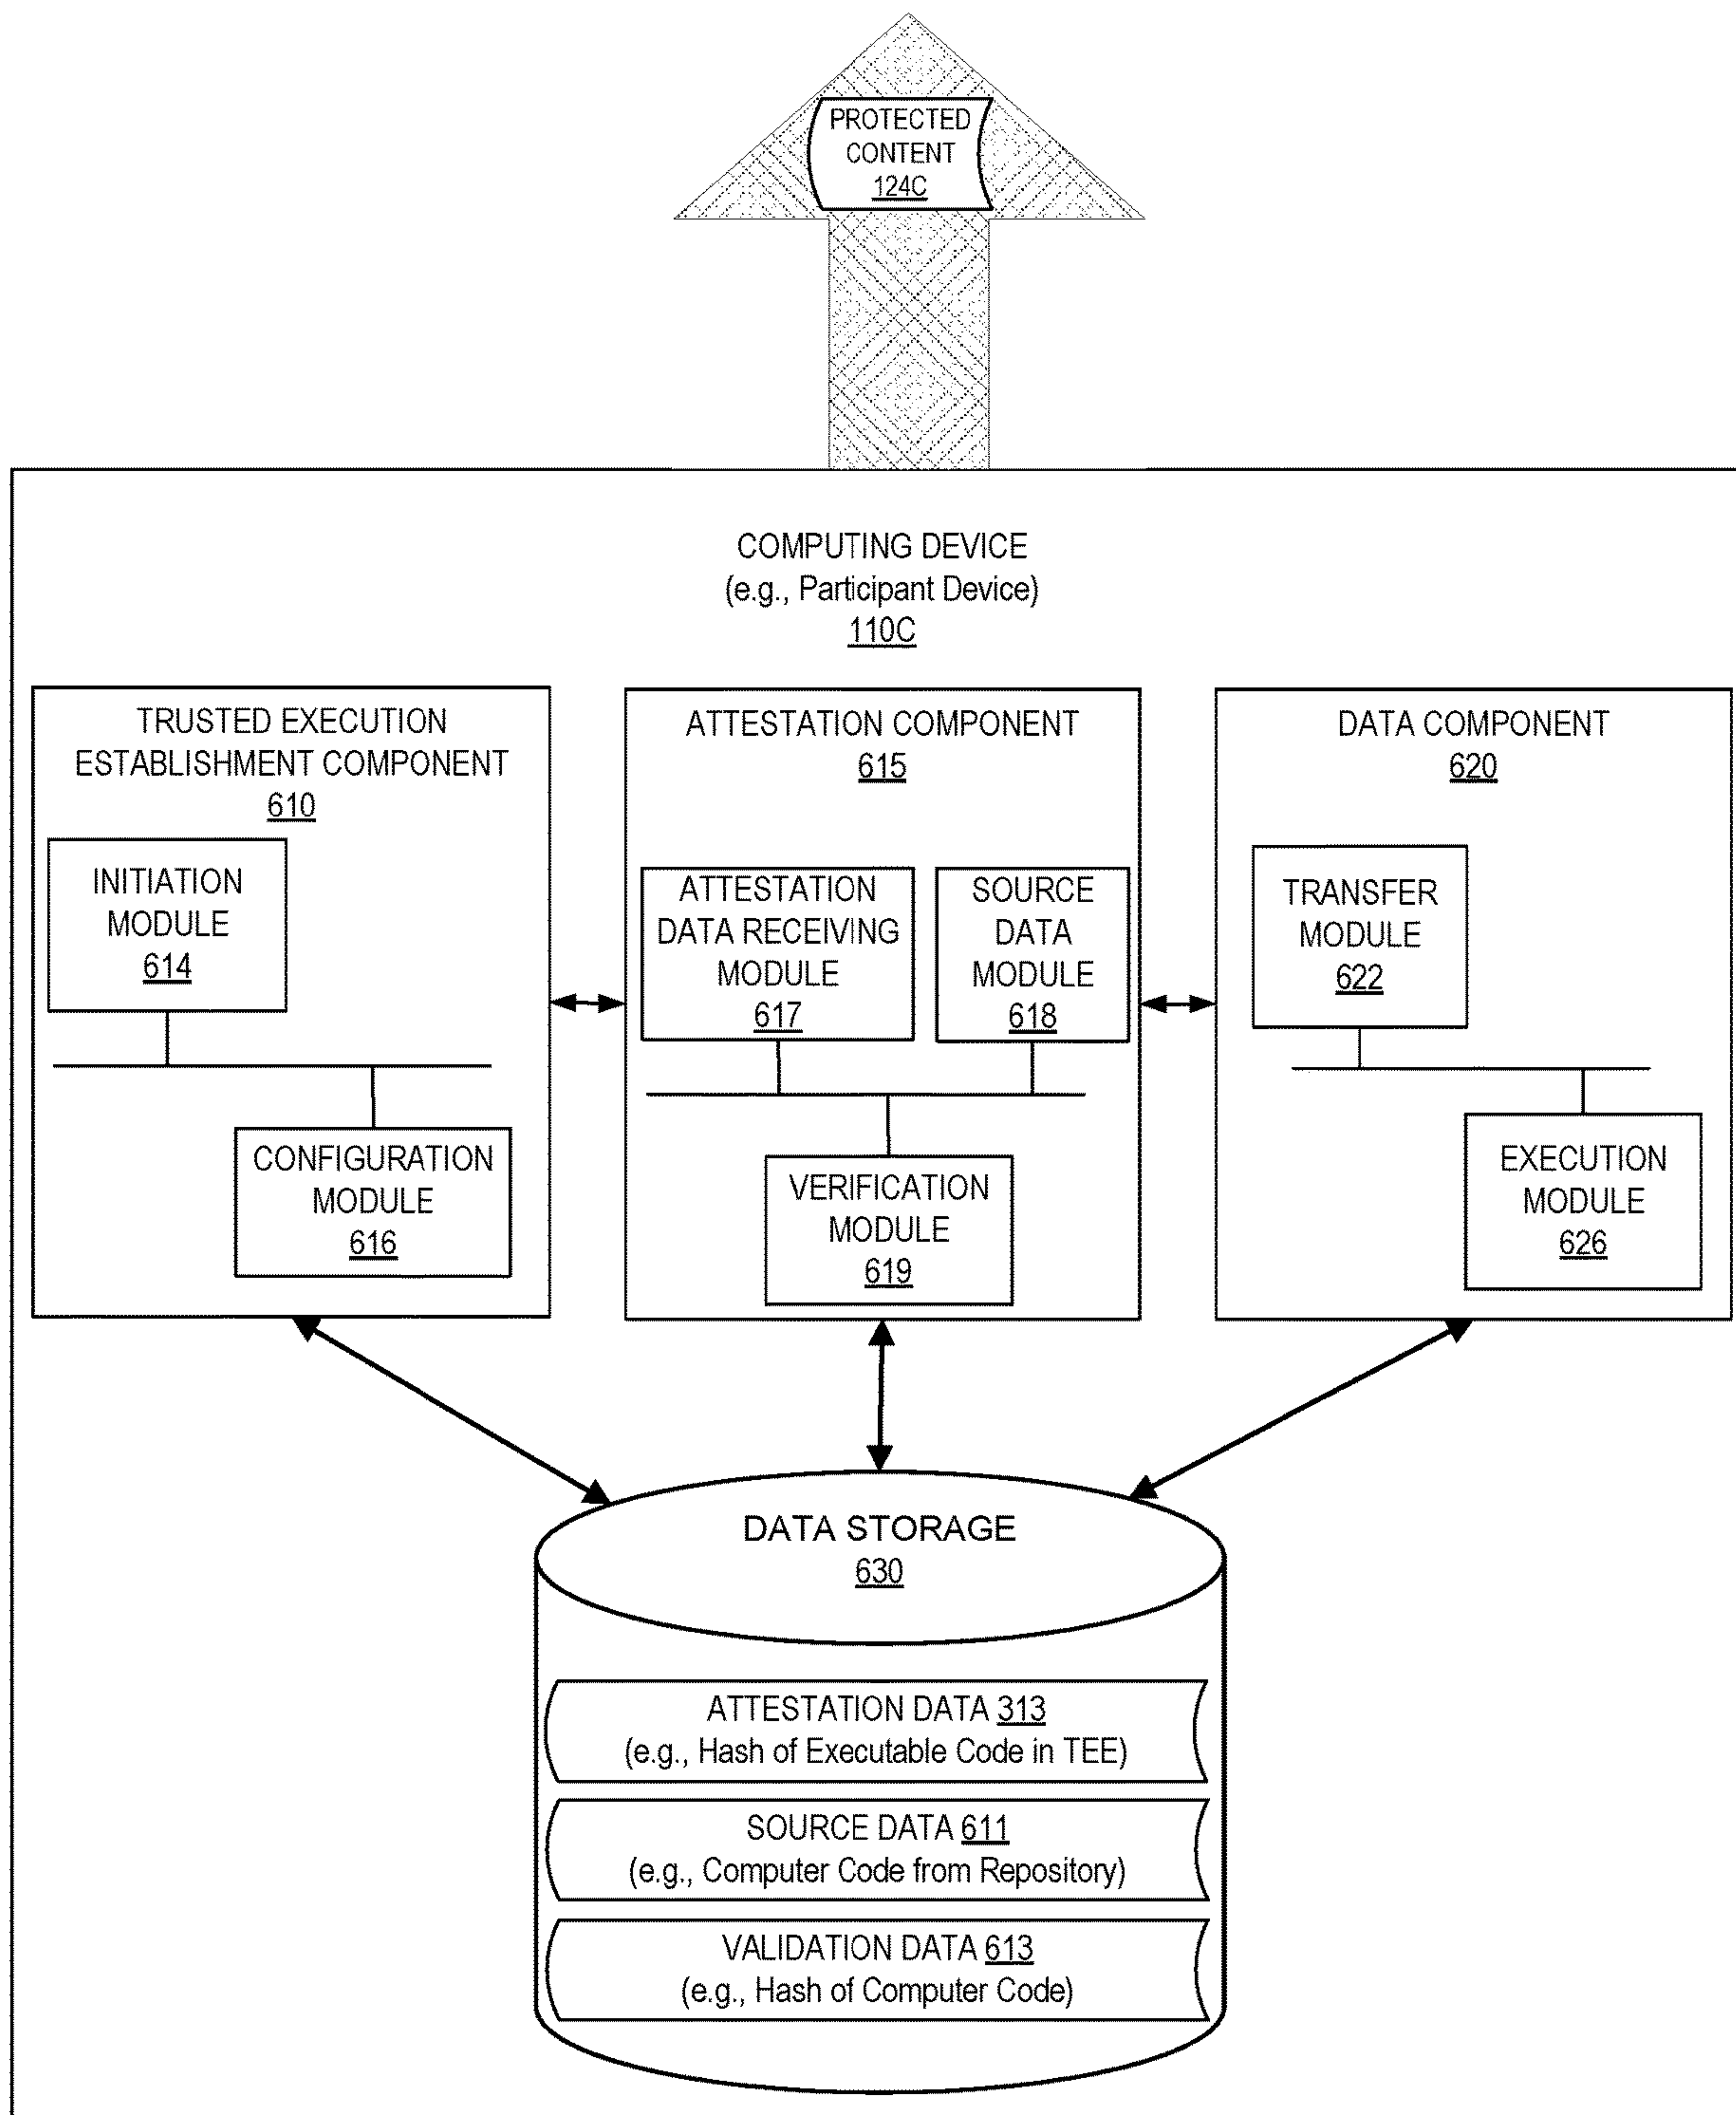 PROTECTED
CONTENT
124C
COMPUTING DEVICE
(e.g., Participant Device)
110C
TRUSTED EXECUTION
ESTABLISHMENT COMPONENT
610
INITIATION
MODULE
614
CONFIGURATION
MODULE
616
ATTESTATION COMPONENT
615
ATTESTATION
DATA RECEIVING
MODULE
617
SOURCE
DATA
MODULE
618
VERIFICATION
MODULE
619
DATA COMPONENT
620
TRANSFER
MODULE
622
EXECUTION
MODULE
626
DATA STORAGE
630
ATTESTATION DATA 313
(e.g., Hash of Executable Code in TEE)
SOURCE DATA 611
(e.g., Computer Code from Repository)
VALIDATION DATA 613
(e.g., Hash of Computer Code)